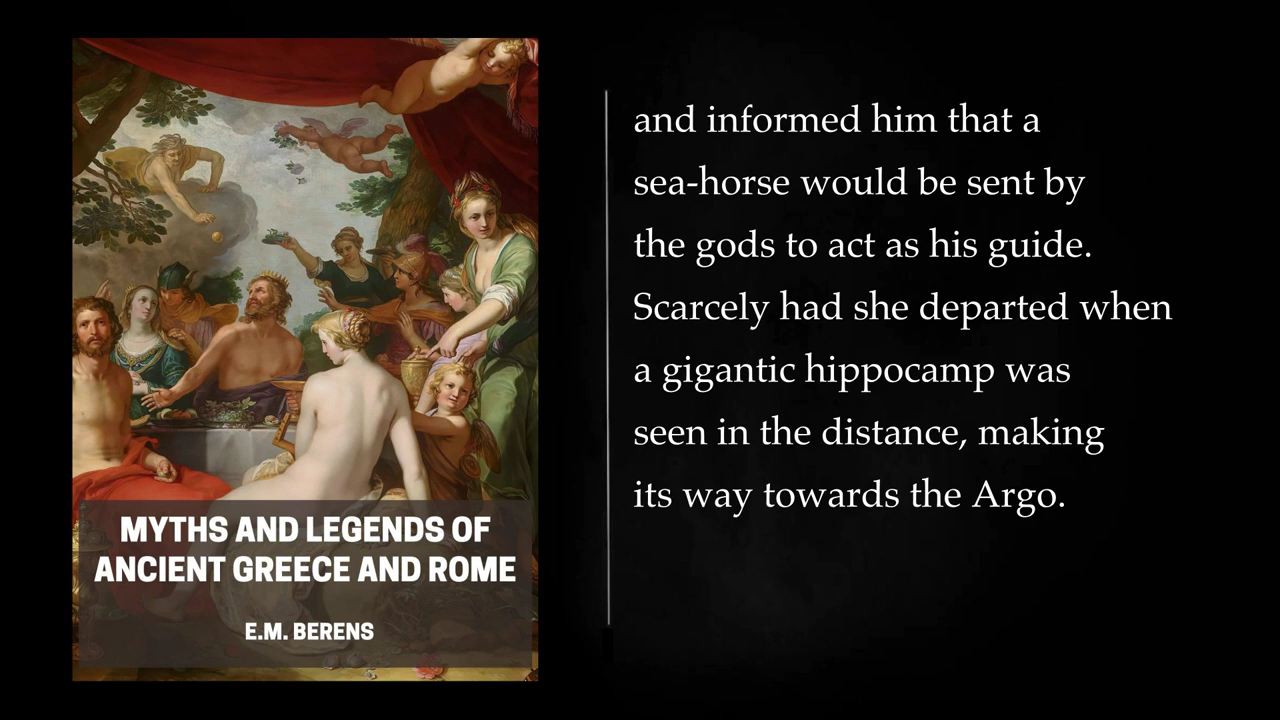 MYTHS AND LEGENDS OF
ANCIENT GREECE AND ROME
E.M. BERENS
and informed him that a
sea-horse would be sent by
the gods to act as his guide.
Scarcely had she departed when
a gigantic hippocamp was
seen in the distance, making
its way towards the Argo.